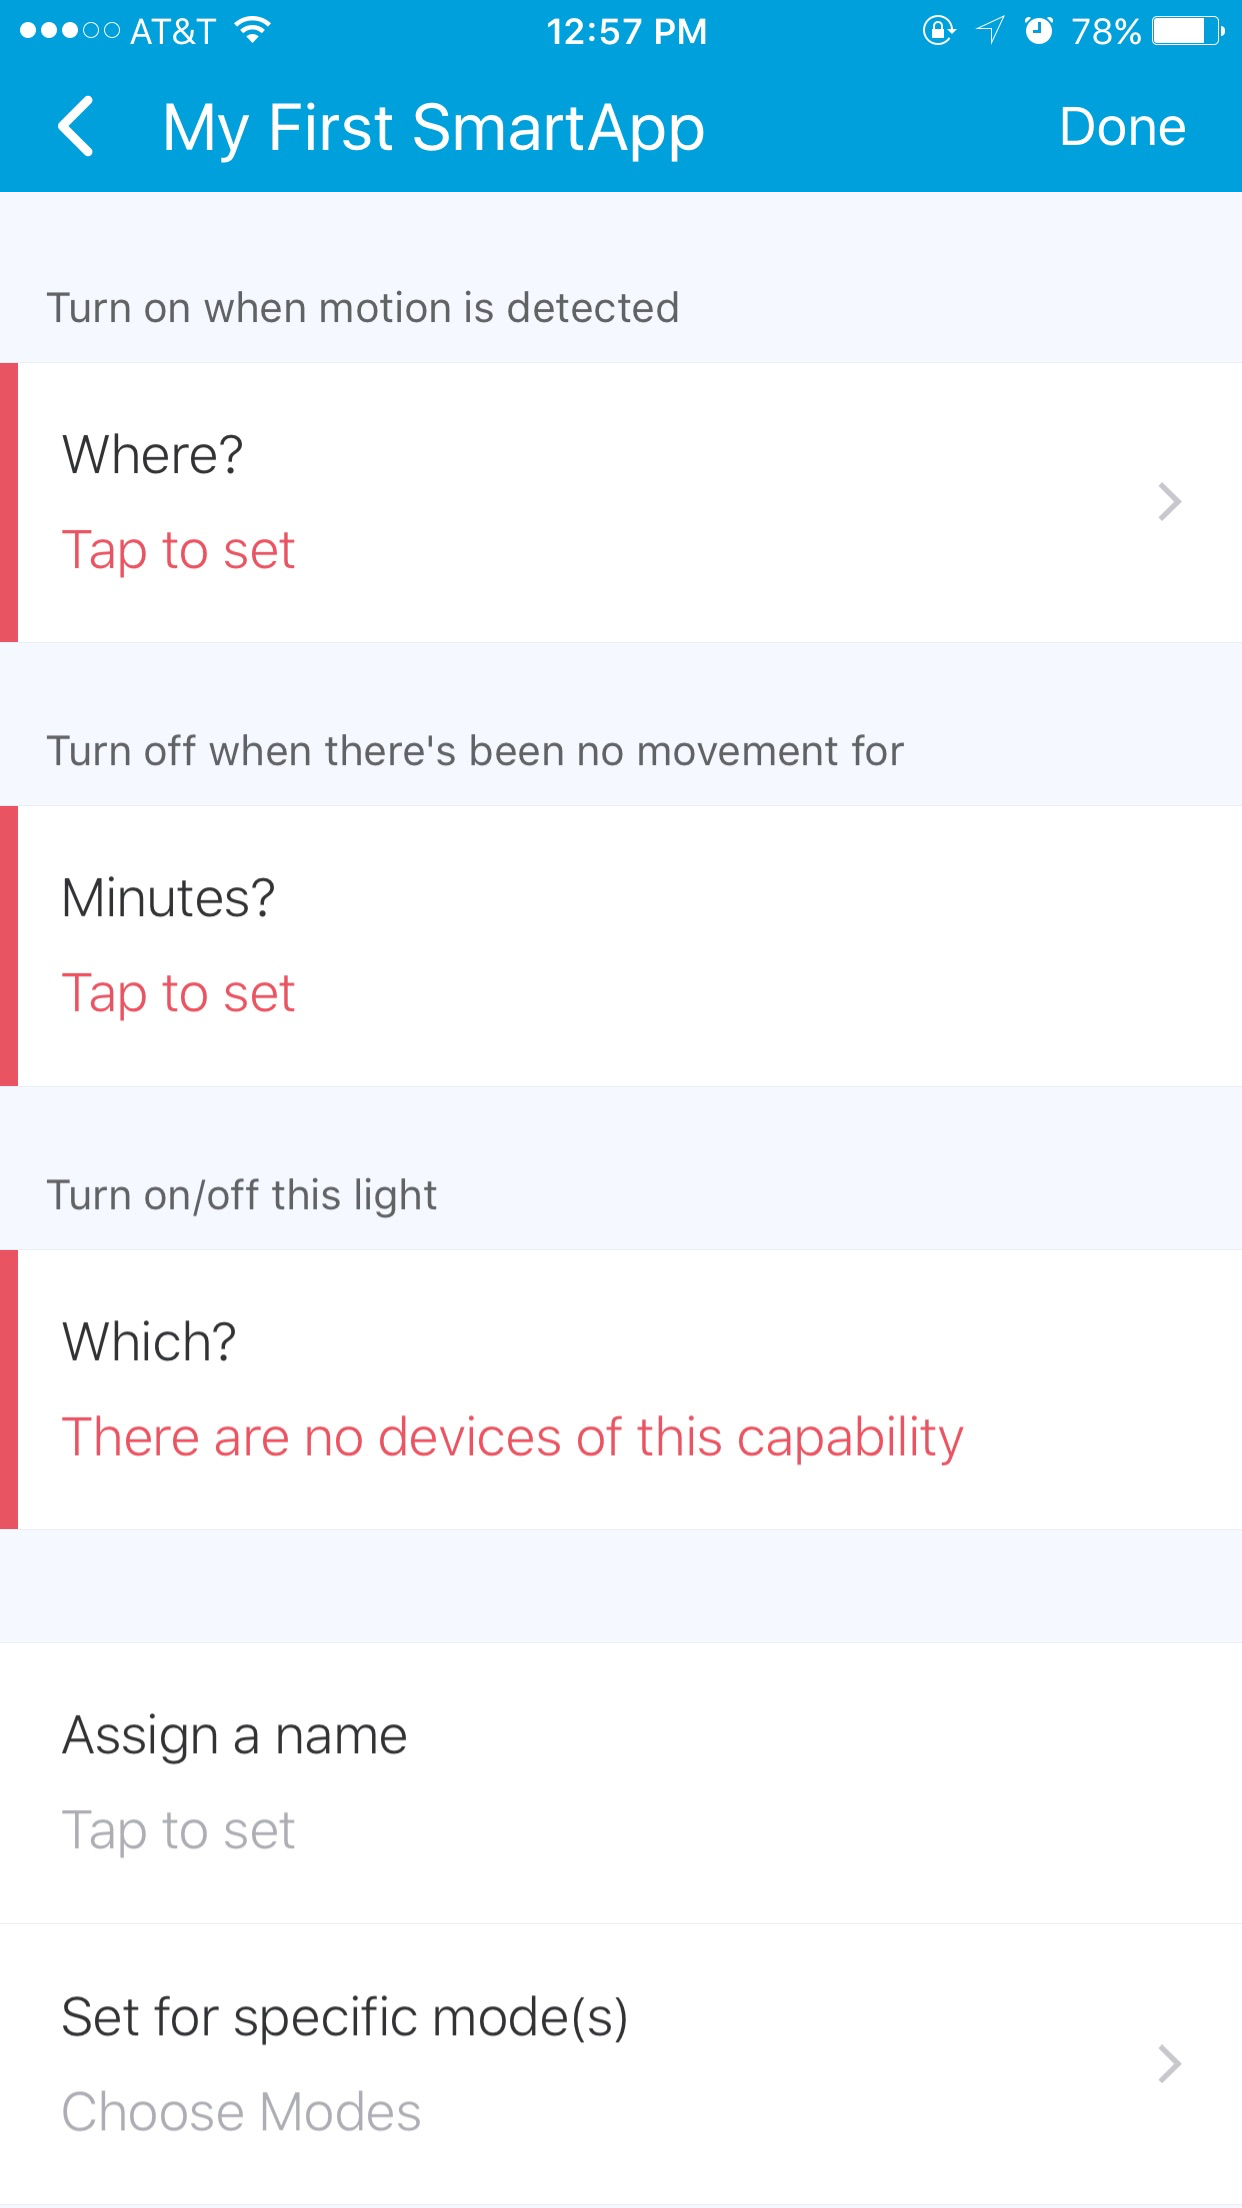 AT&T 12:57 PM 78%
My First SmartApp Done
Turn on when motion is detected
Where?
Tap to set
Turn off when there's been no movement for
Minutes?
Tap to set
Turn on/off this light
Which?
There are no devices of this capability
Assign a name
Tap to set
Set for specific mode(s)
Choose Modes